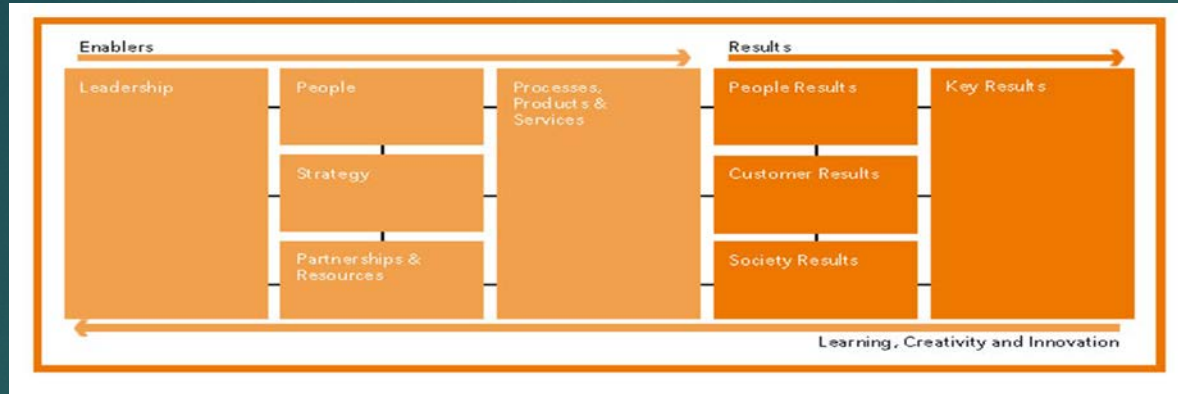 Enablers
Results
Leadership
People
Processes,
Products &
Services
People Results
Key Results
Strategy
Customer Results
Partnerships &
Resources
Society Results
Learning, Creativity and Innovation